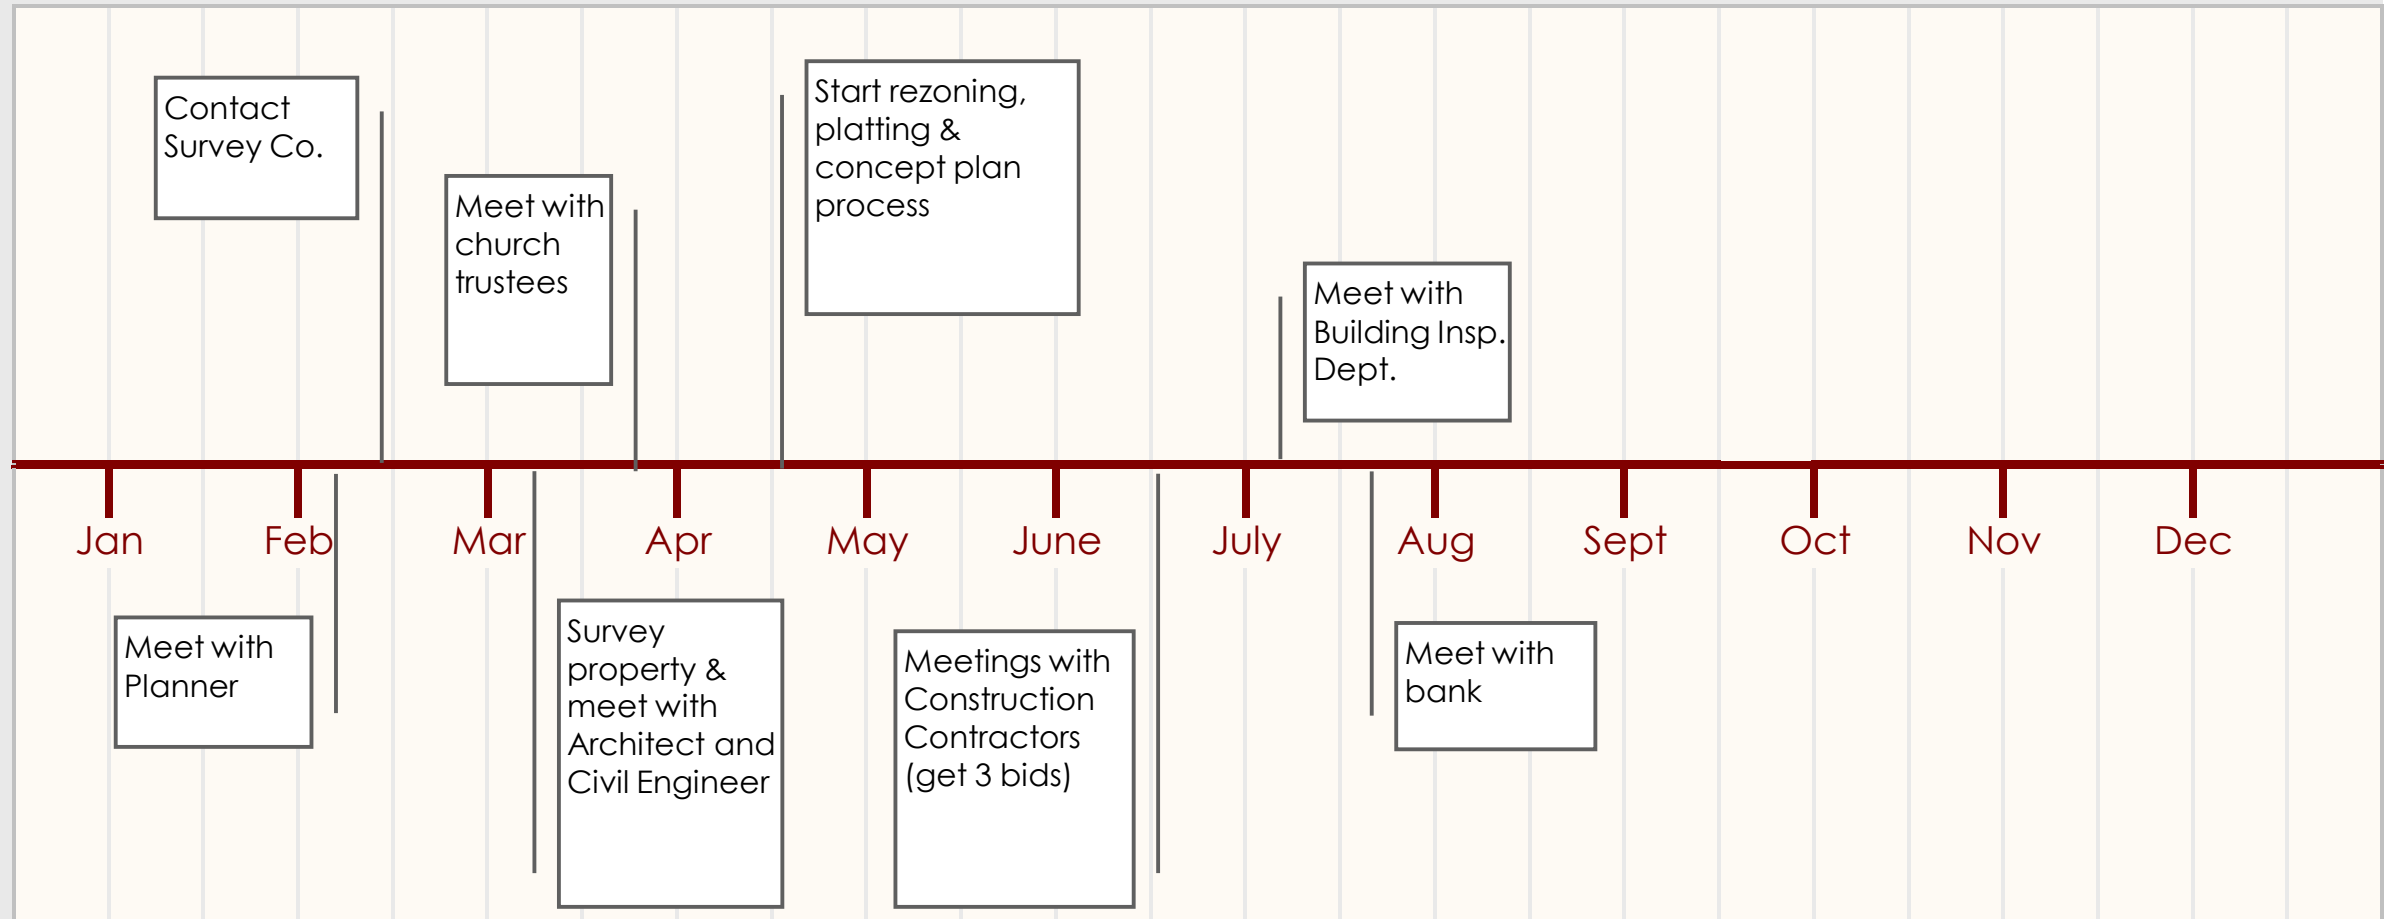 Contact
Survey Co.
Meet with
church
trustees
Start rezoning,
platting &
concept plan
process
Meet with
Building Insp.
Dept.
Jan
Feb
Mar
Apr
May
June
July
Aug
Sept
Oct
Nov
Dec
Meet with
Planner
Survey
property &
meet with
Architect and
Civil Engineer
Meetings with
Construction
Contractors
(get 3 bids)
Meet with
bank